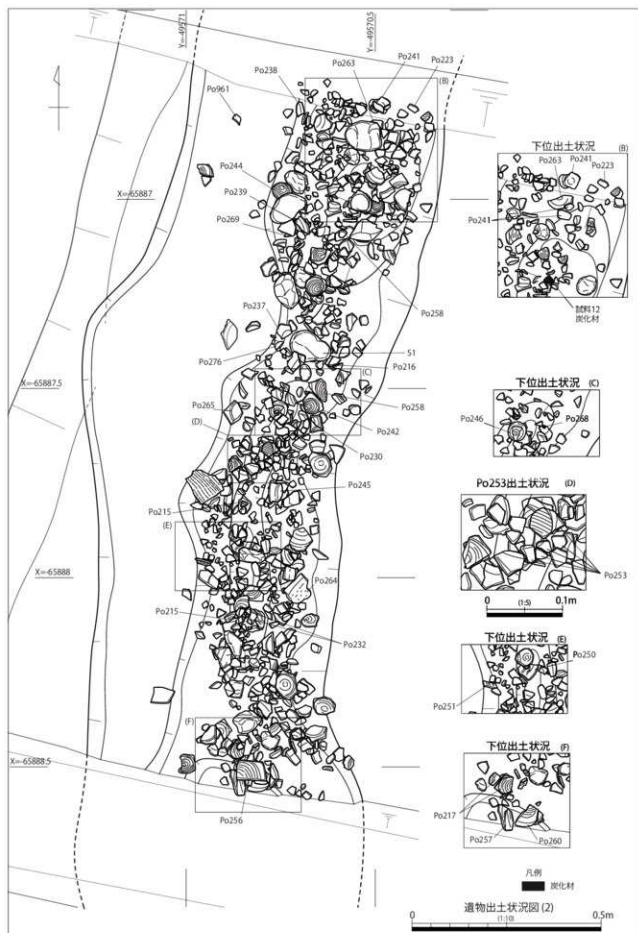 Y=-49571
Y=-49570.5
Po241
Po263
Po223
Po238
(B)
Po961
下位出土状況 (B)
Po263
Po241
Po223
Po244
X=-65887
Po239
Po241
Po269
試料12
炭化材
Po258
Po237
S1
Po276
Po216
下位出土状況 (C)
X=-65887.5
(C)
Po265
Po258
Po246
Po268
(D)
Po242
Po230
Po253出土状況 (D)
Po245
Po215
(E)
Po253
X=-65888
Po264
0 (1:5) 0.1m
Po215
Po232
下位出土状況 (E)
Po250
Po251
(F)
下位出土状況 (F)
X=-65888.5
Po217
Po257
Po260
Po256
凡例
炭化材
遺物出土状況図(2)
0 (1:10) 0.5m